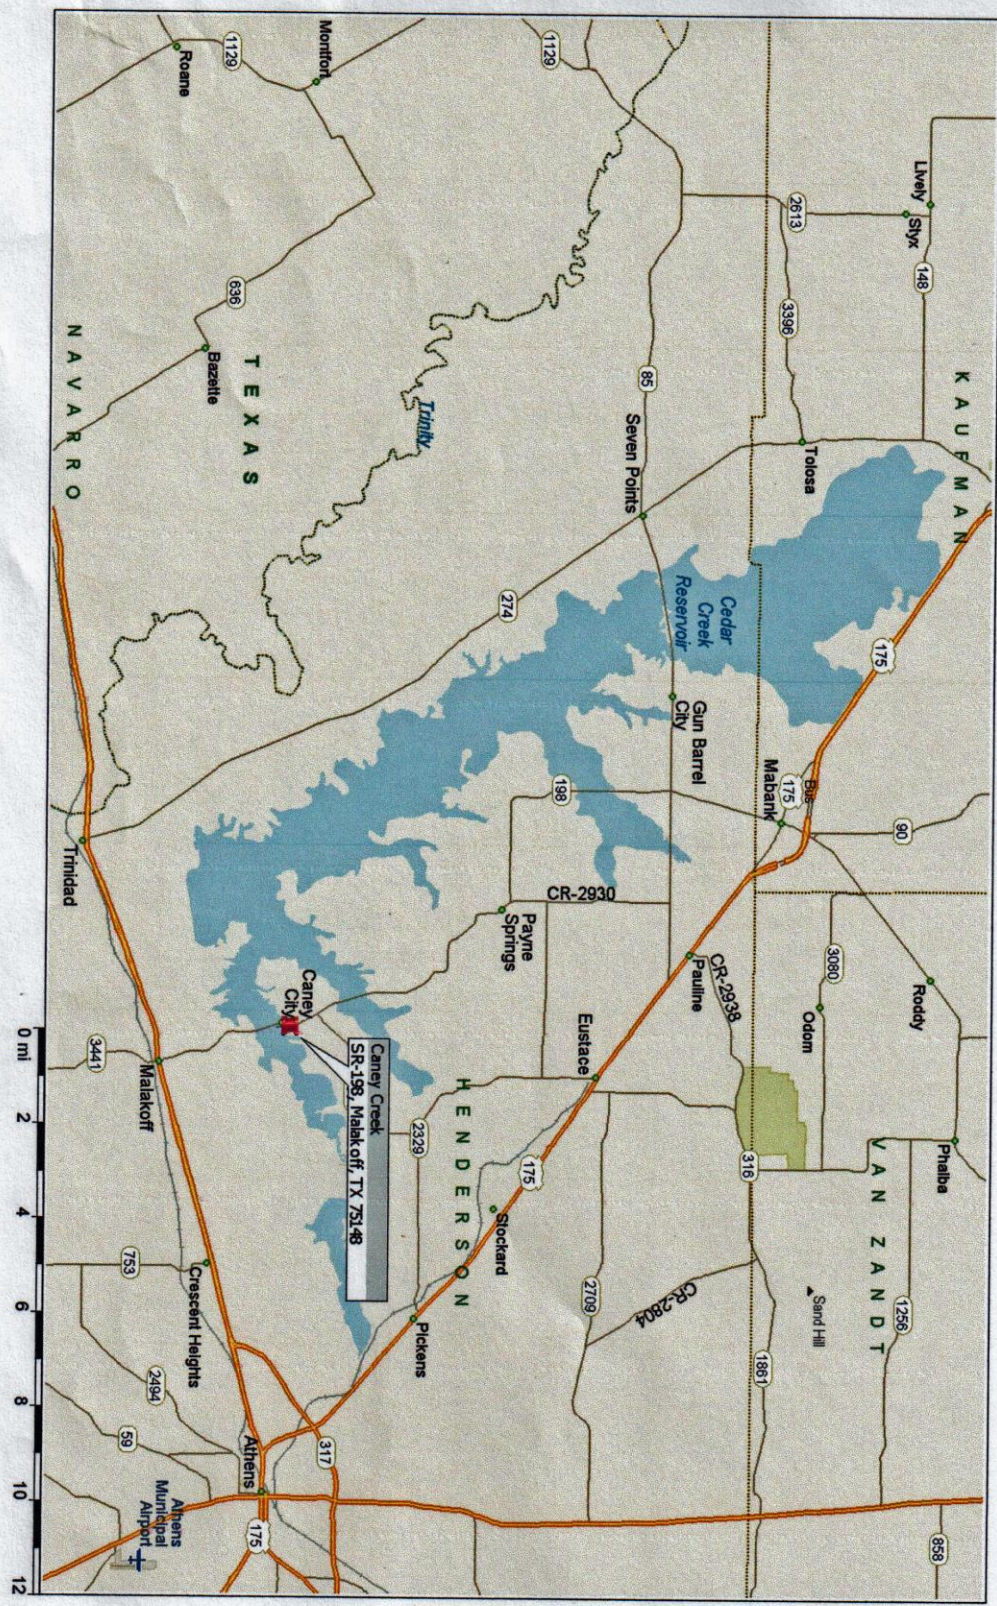 KAUFMAN
Lively
Styx
148
2613
3396
Tolosa
1129
Montfort
1129
Roane
85
Seven Points
Trinity
636
Bazette
TEXAS
NAVARRO
274
Cedar
Creek
Reservoir
175
Gun Barrel
City
Mabank
Bus
175
90
198
CR-2930
Payne
Springs
Pauline
CR-2938
3080
Odom
Roddy
Phalba
Trinidad
Caney
City
Caney Creek
SR-198, Malakoff, TX 75148
3441
Malakoff
Eustace
HENDERSON
2329
175
Stockard
316
VAN ZANDT
Sand Hill
1256
2709
CR-2804
1861
Pickens
753
Crescent Heights
2494
59
Athens
317
175
Athens
Municipal
Airport
858
0 mi 2 4 6 8 10 12